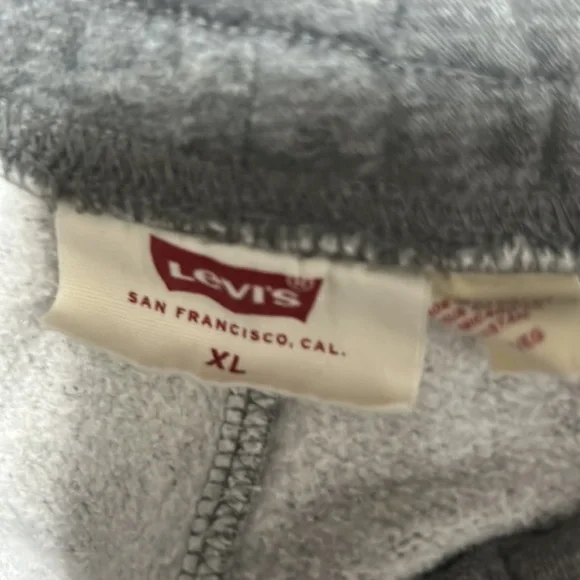 Levi's®
SAN FRANCISCO, CAL.
XL